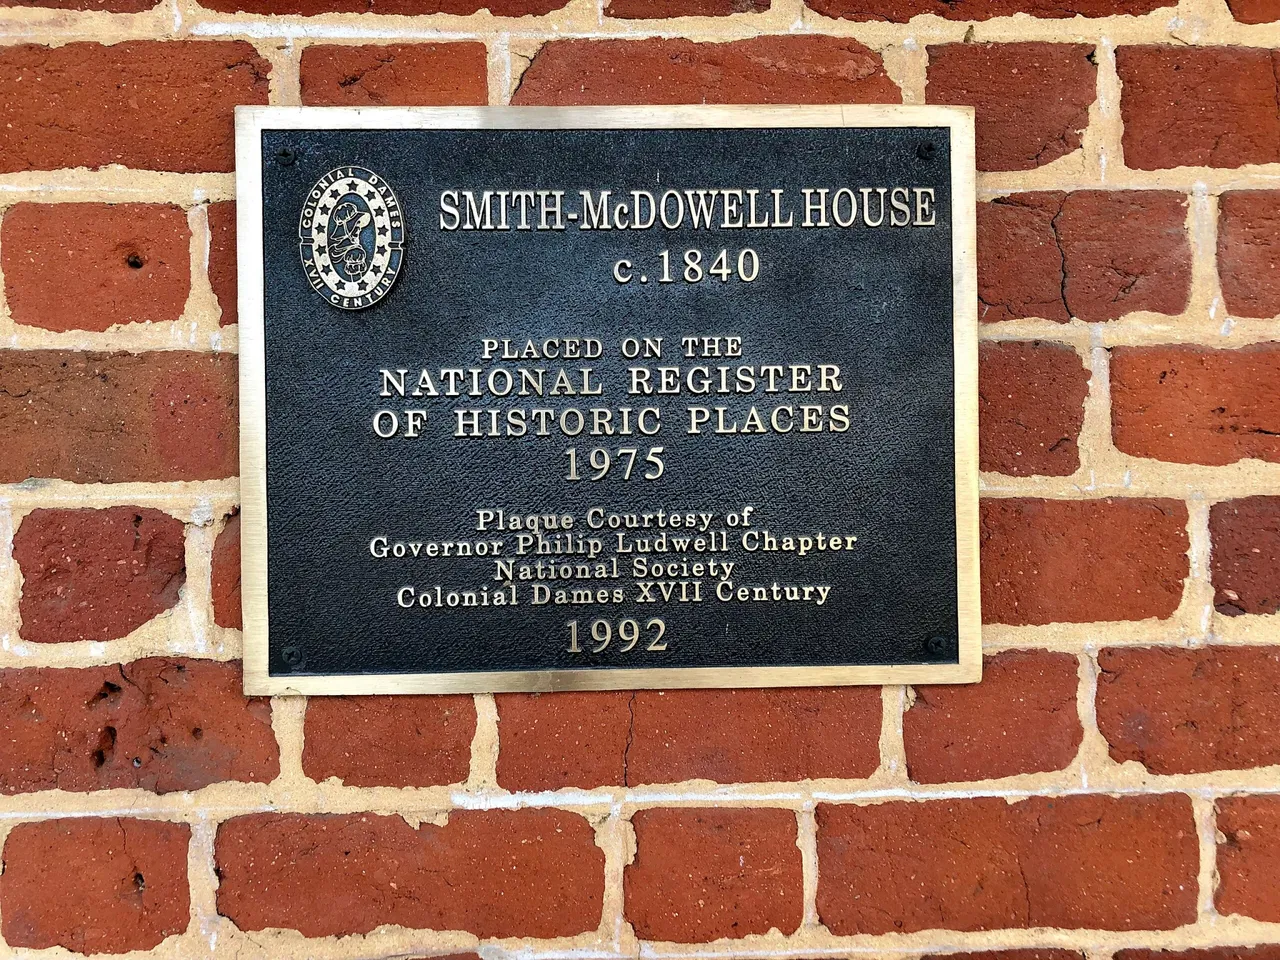 COLONIAL DAMES
XVII CENTURY
SMITH-McDOWELL HOUSE
c.1840
PLACED ON THE
NATIONAL REGISTER
OF HISTORIC PLACES
1975
Plaque Courtesy of
Governor Philip Ludwell Chapter
National Society
Colonial Dames XVII Century
1992